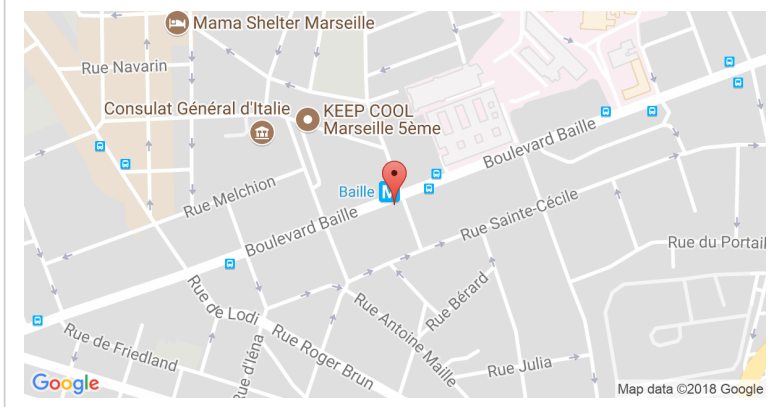 Mama Shelter Marseille
Rue Navarin
Consulat Général d'Italie
KEEP COOL
Marseille 5ème
Boulevard Baille
Baille
M
Rue Melchion
Rue Sainte-Cécile
Boulevard Baille
Rue du Portail
Rue de Lodi
Rue Bérard
Rue Antoine Maille
Rue de Friedland
Rue d'Iéna
Rue Roger Brun
Rue Julia
Google
Map data ©2018 Google